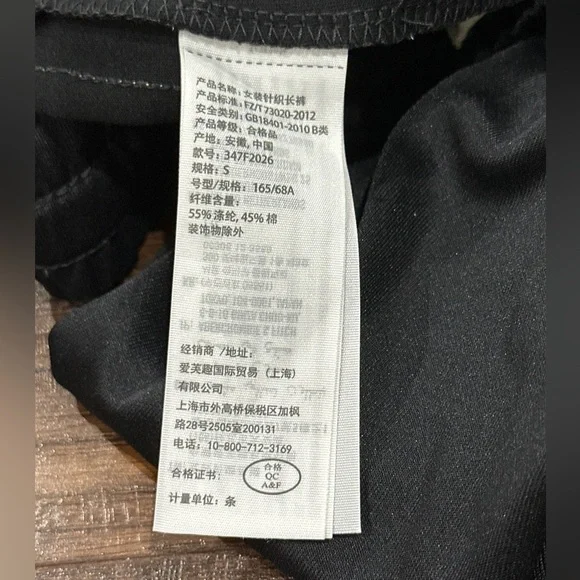 产品名称: 女装针织长裤
产品标准: FZ/T 73020-2012
安全类别: GB18401-2010 B类
产品等级: 合格品
产地: 安徽, 中国
款号: 347F2026
规格: S
号型/规格: 165/68A
纤维含量:
55% 涤纶, 45% 棉
装饰物除外
经销商 /地址:
爱芙趣国际贸易 (上海)
有限公司
上海市外高桥保税区加枫
路28号2505室200131
电话: 10-800-712-3169
合格证书:
合格
QC
A&F
计量单位: 条